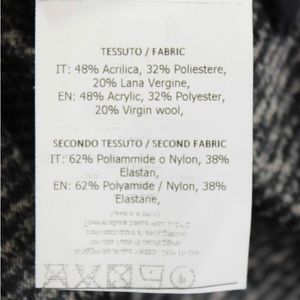 TESSUTO / FABRIC
IT: 48% Acrilica, 32% Poliestere,
20% Lana Vergine,
EN: 48% Acrylic, 32% Polyester,
20% Virgin wool,
SECONDO TESSUTO / SECOND FABRIC
IT: 62% Poliammide o Nylon, 38%
Elastan,
EN: 62% Polyamide / Nylon, 38%
Elastane,